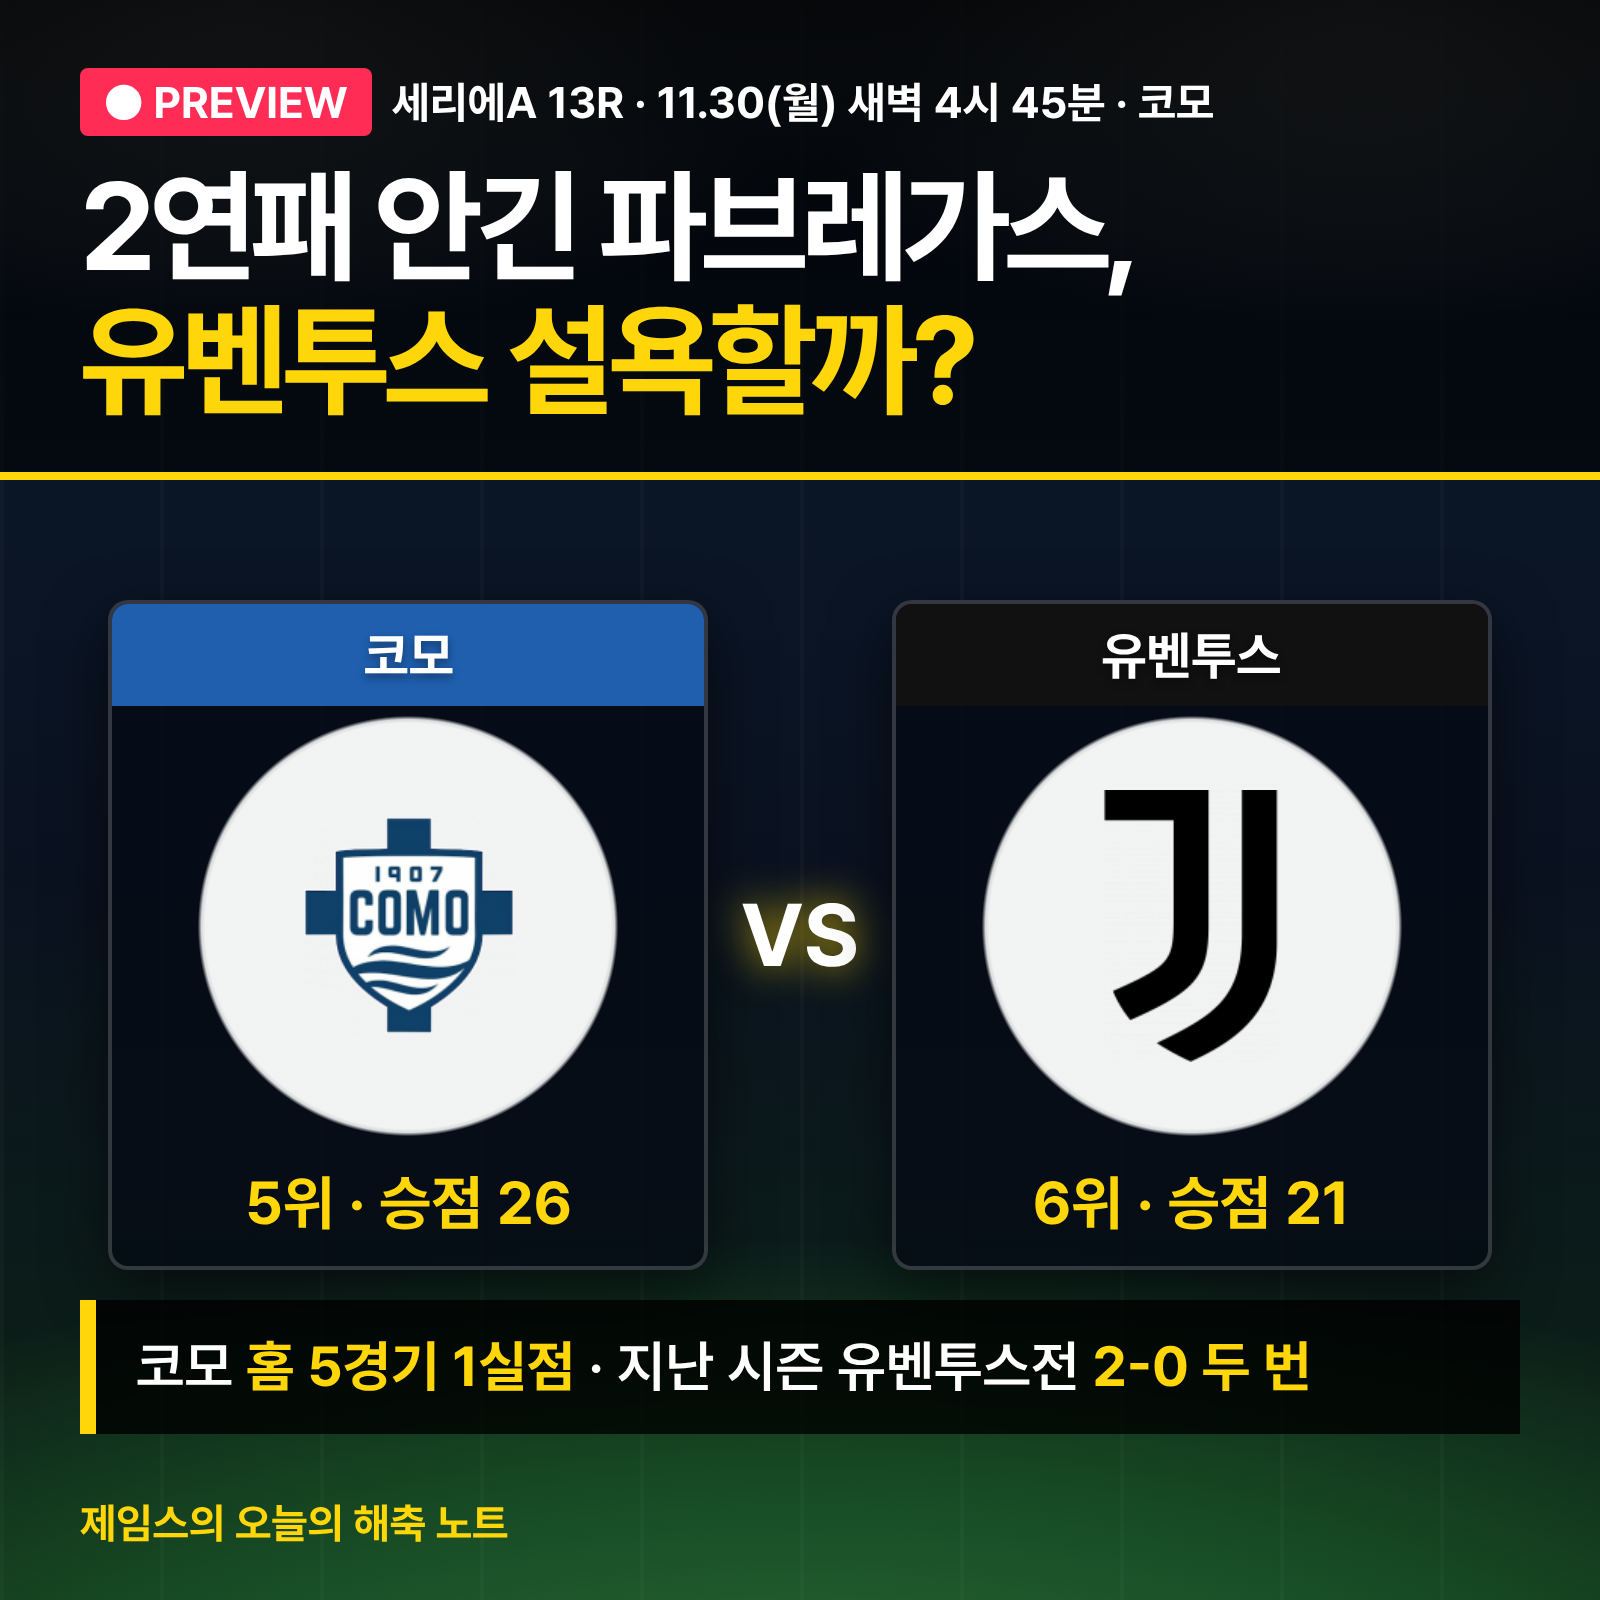 PREVIEW 세리에A 13R · 11.30(월) 새벽 4시 45분 · 코모
2연패 안긴 파브레가스,
유벤투스 설욕할까?
코모
1907
COMO
5위 · 승점 26
VS
유벤투스
6위 · 승점 21
코모 홈 5경기 1실점 · 지난 시즌 유벤투스전 2-0 두 번
제임스의 오늘의 해축 노트